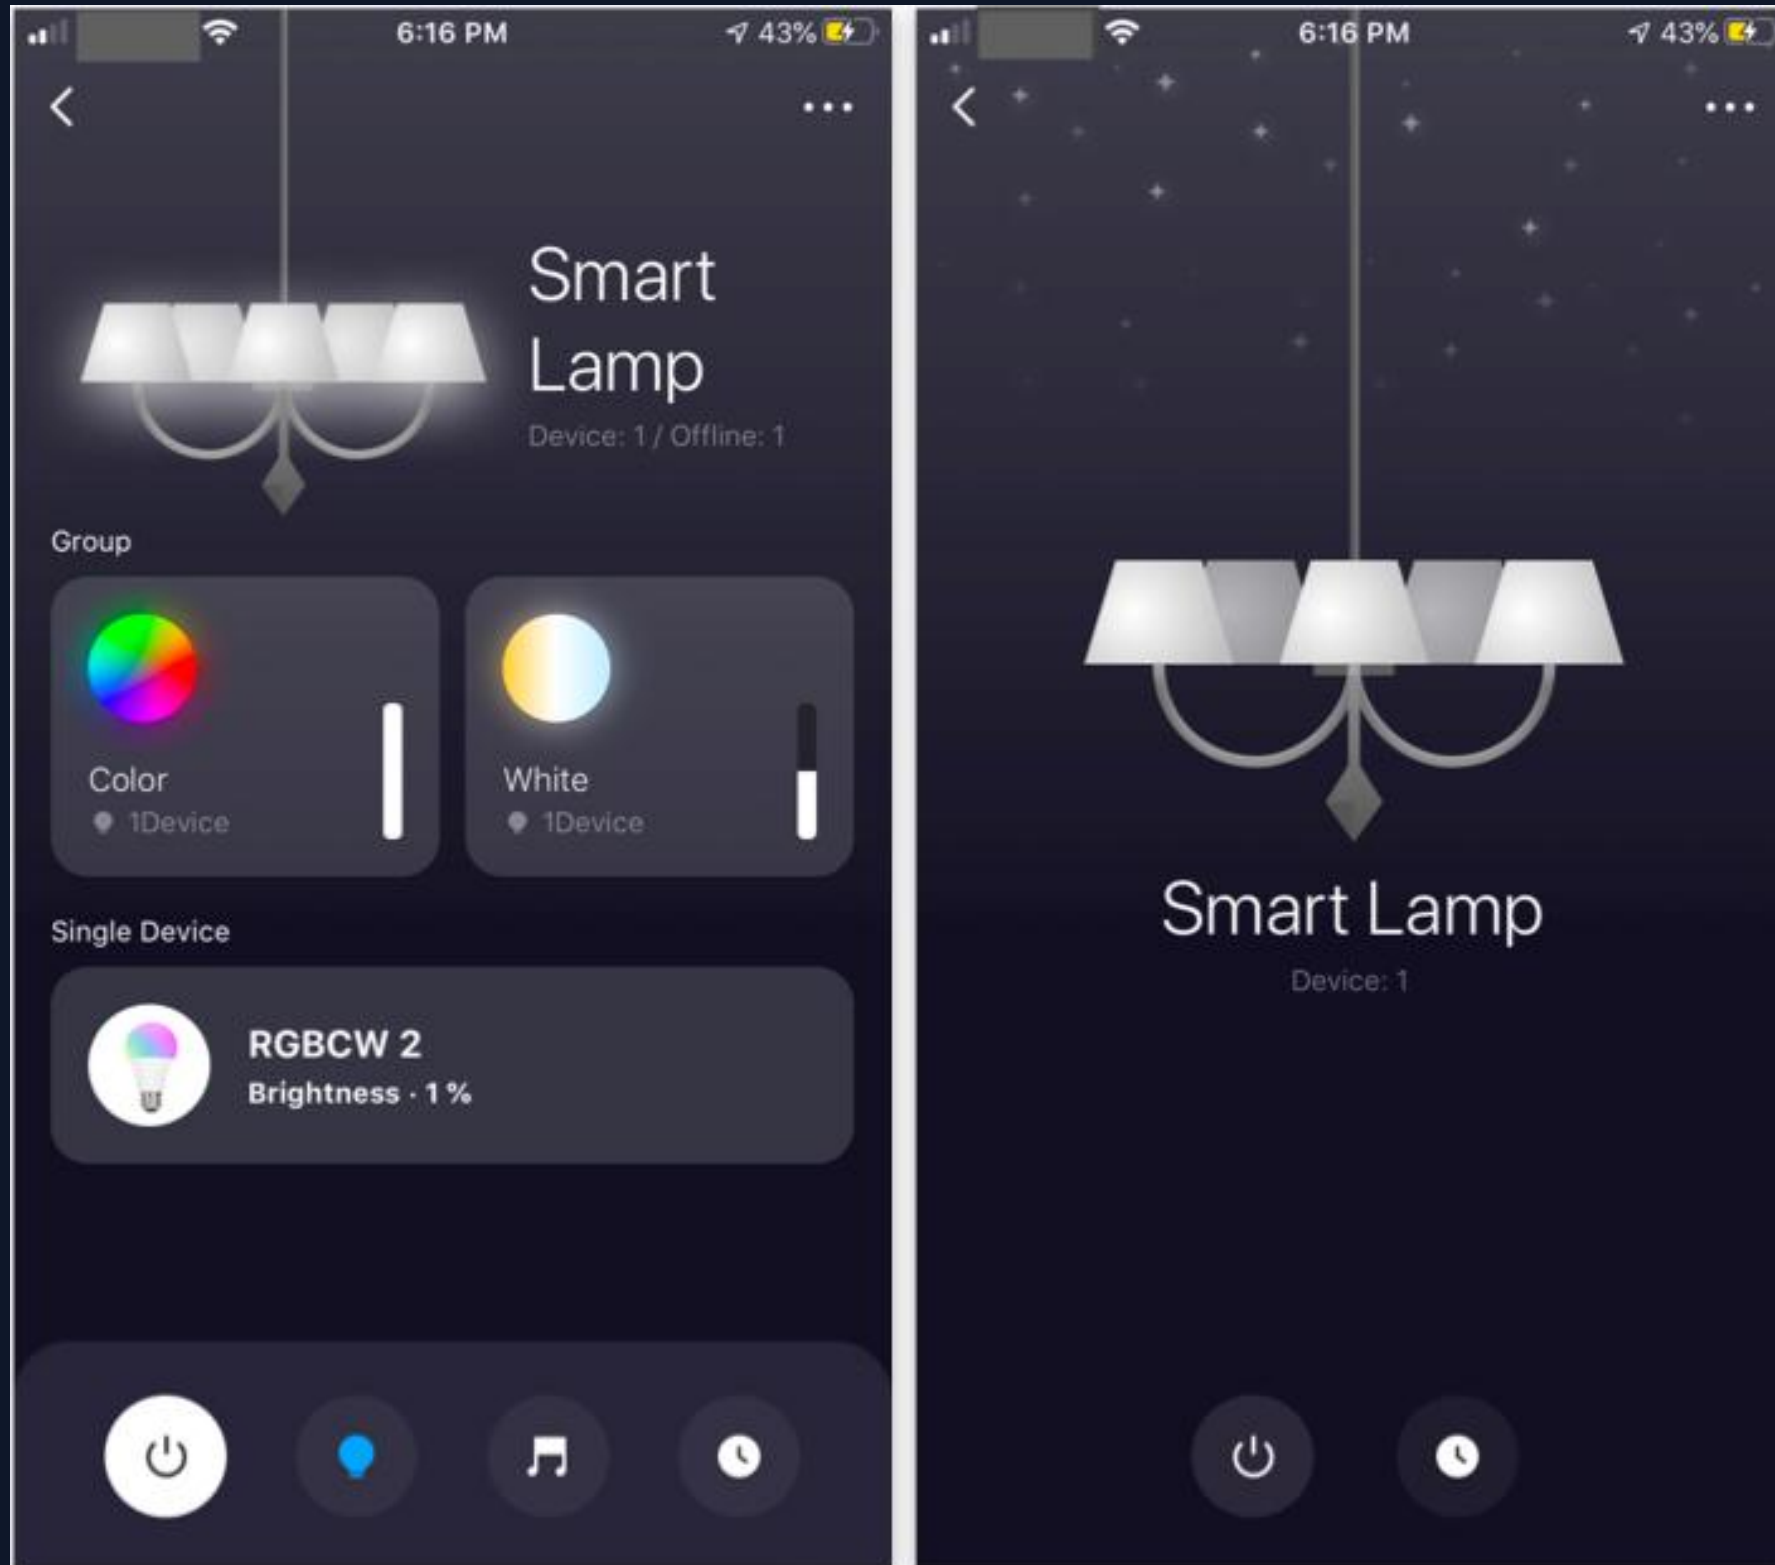 6:16 PM
43%
Smart
Lamp
Device: 1 / Offline: 1
Group
Color
1Device
White
1Device
Single Device
RGBCW 2
Brightness · 1 %
6:16 PM
43%
Smart Lamp
Device: 1